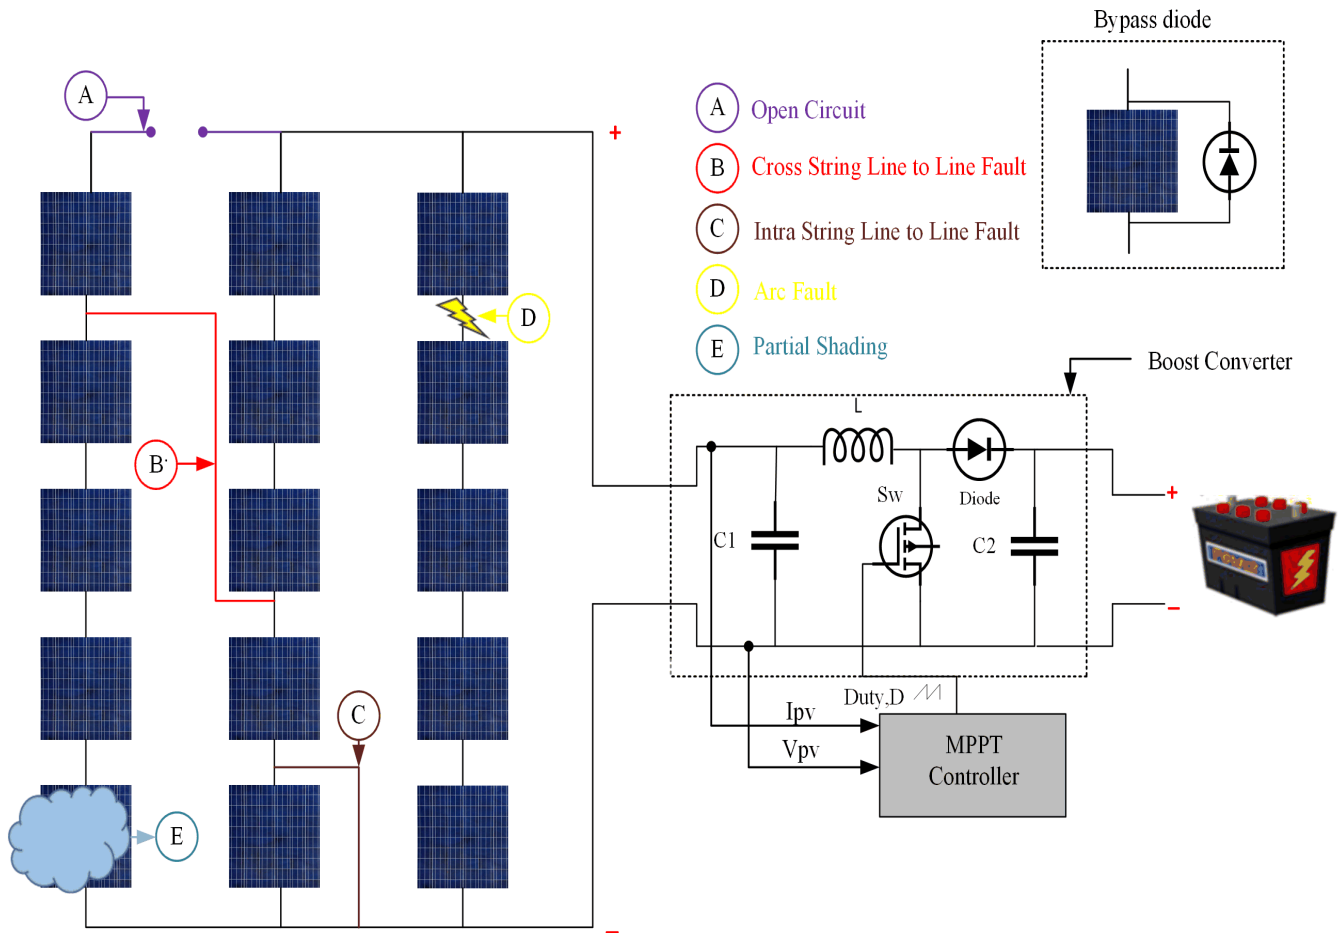 Bypass diode
A
+
A Open Circuit
B Cross String Line to Line Fault
C Intra String Line to Line Fault
D
D Arc Fault
E Partial Shading
Boost Converter
L
B.
Sw
Diode
+
C1
C2
−
Duty,D
C
Ipv
Vpv
MPPT
Controller
E
−